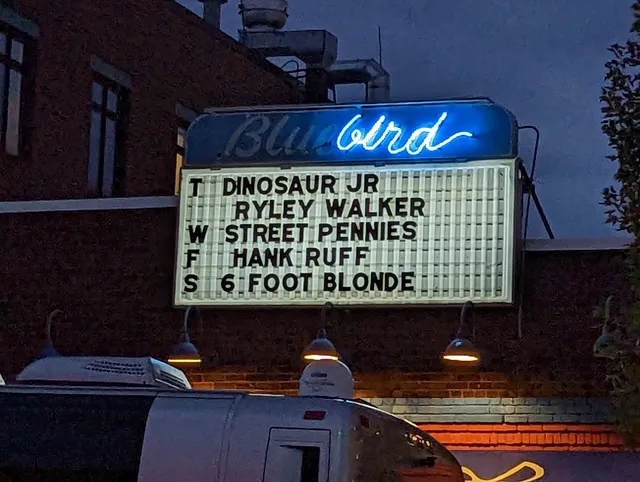 Bluebird
T DINOSAUR JR
RYLEY WALKER
W STREET PENNIES
F HANK RUFF
S 6 FOOT BLONDE